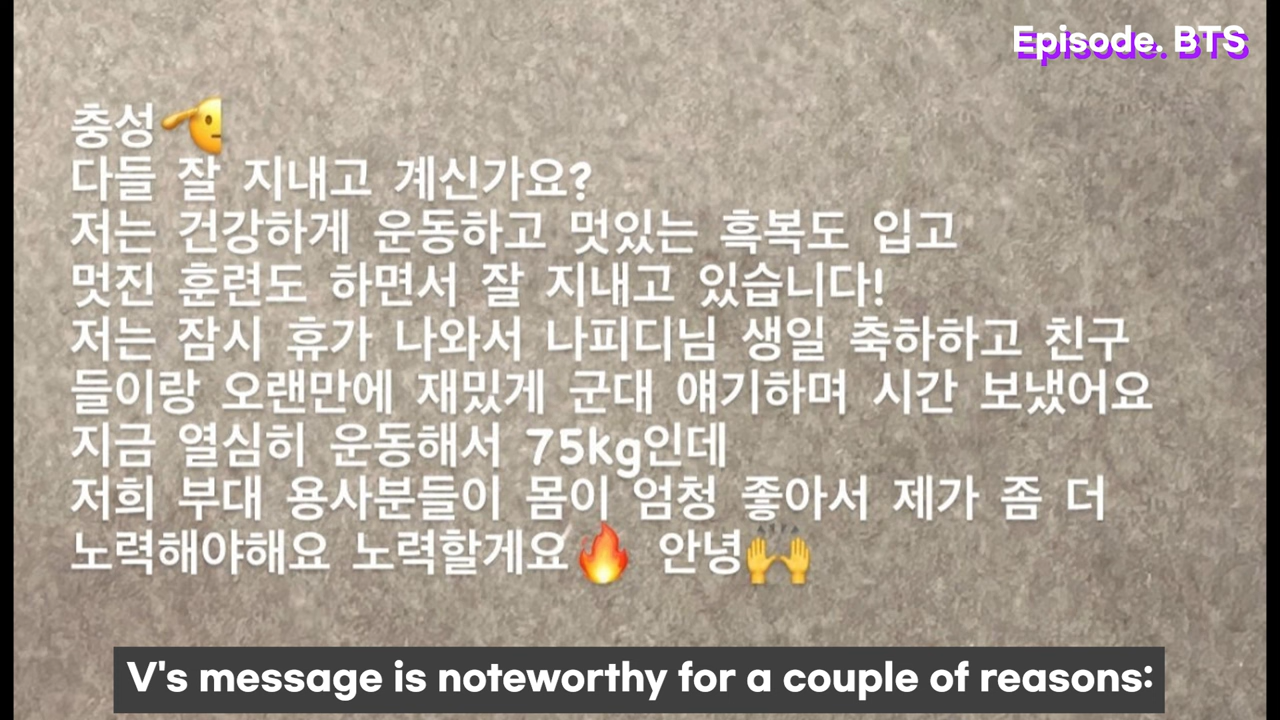 Episode. BTS
충성🫡
다들 잘 지내고 계신가요?
저는 건강하게 운동하고 멋있는 흑복도 입고
멋진 훈련도 하면서 잘 지내고 있습니다!
저는 잠시 휴가 나와서 나피디님 생일 축하하고 친구
들이랑 오랜만에 재밌게 군대 얘기하며 시간 보냈어요
지금 열심히 운동해서 75kg인데
저희 부대 용사분들이 몸이 엄청 좋아서 제가 좀 더
노력해야해요 노력할게요🔥 안녕🙌
V's message is noteworthy for a couple of reasons: